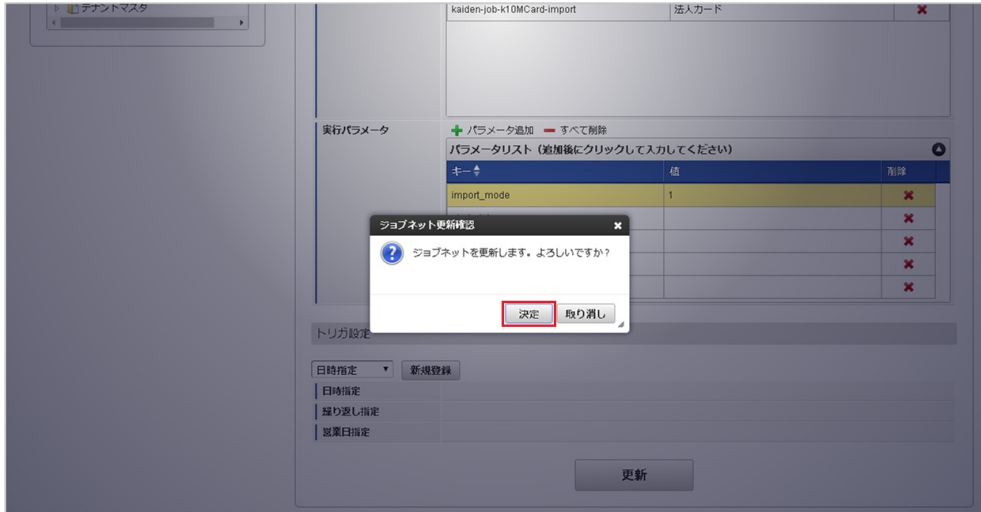 テナントマスタ
kaiden-job-k10MCard-import 法人カード
実行パラメータ パラメータ追加 すべて削除
パラメータリスト（追加後にクリックして入力してください）
キー 値 削除
import_mode 1
ジョブネット更新確認
ジョブネットを更新します。よろしいですか？
決定 取り消し
トリガ設定
日時指定 新規登録
日時指定
繰り返し指定
営業日指定
更新